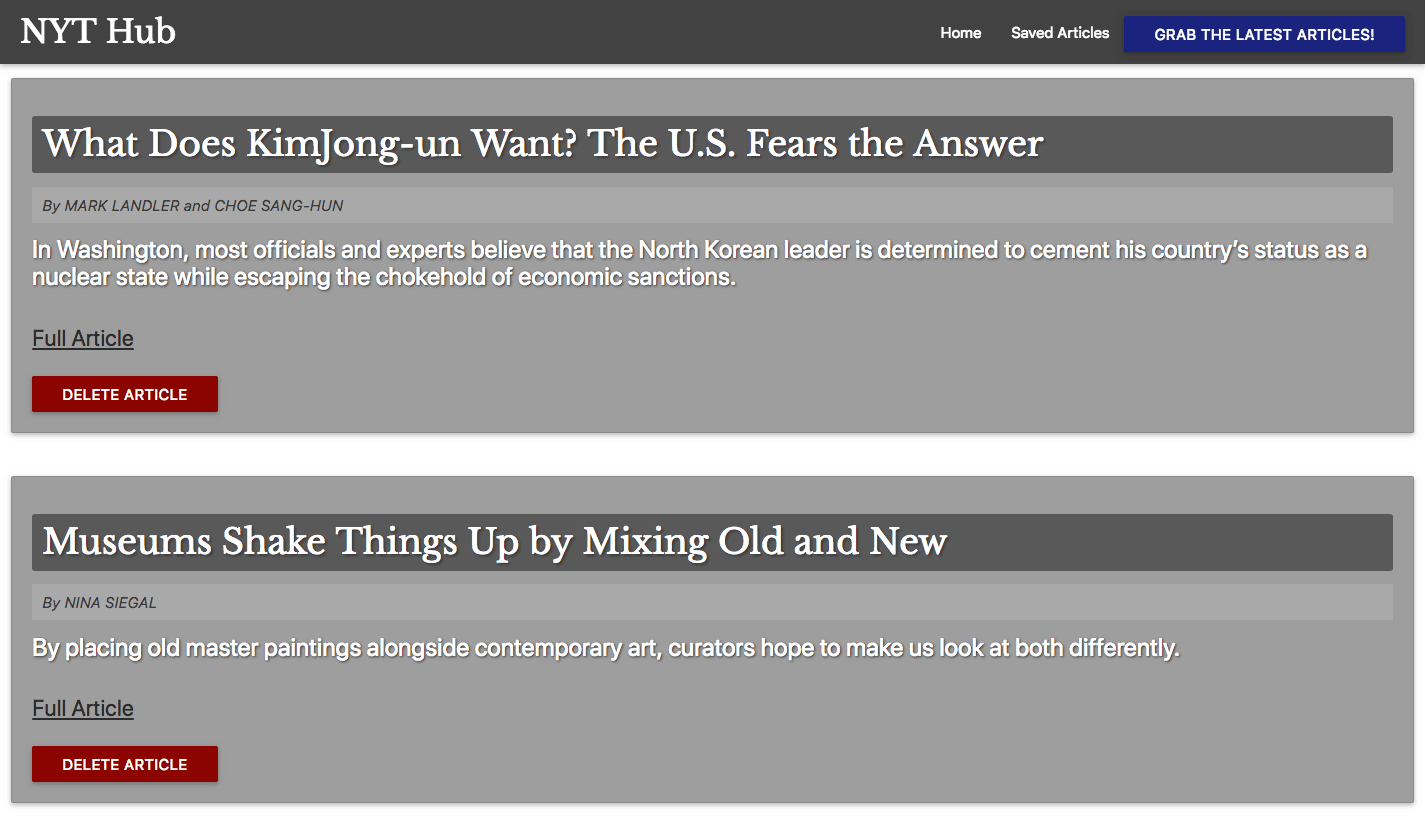 NYT Hub
Home
Saved Articles
GRAB THE LATEST ARTICLES!
What Does KimJong-un Want? The U.S. Fears the Answer
By MARK LANDLER and CHOE SANG-HUN
In Washington, most officials and experts believe that the North Korean leader is determined to cement his country’s status as a
nuclear state while escaping the chokehold of economic sanctions.
Full Article
DELETE ARTICLE
Museums Shake Things Up by Mixing Old and New
By NINA SIEGAL
By placing old master paintings alongside contemporary art, curators hope to make us look at both differently.
Full Article
DELETE ARTICLE